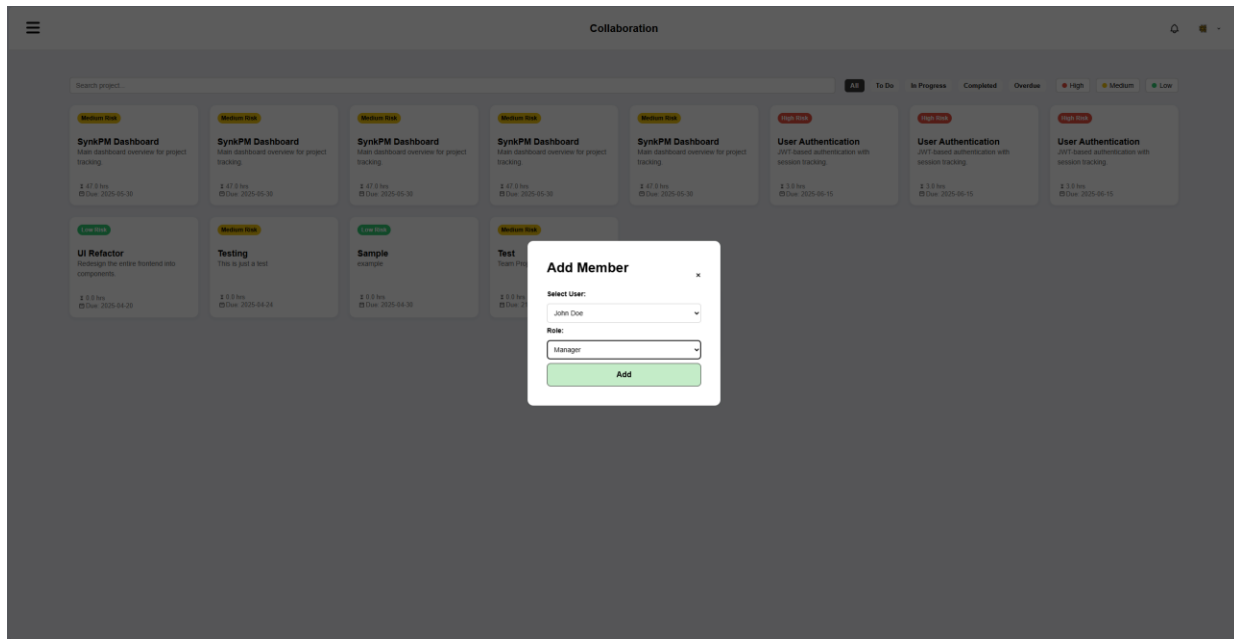 Collaboration
Search project...
All To Do In Progress Completed Overdue High Medium Low
Medium Risk
SynkPM Dashboard
Main dashboard overview for project
tracking.
47.0 hrs
Due: 2025-05-30
Medium Risk
SynkPM Dashboard
Main dashboard overview for project
tracking.
47.0 hrs
Due: 2025-05-30
Medium Risk
SynkPM Dashboard
Main dashboard overview for project
tracking.
47.0 hrs
Due: 2025-05-30
Medium Risk
SynkPM Dashboard
Main dashboard overview for project
tracking.
47.0 hrs
Due: 2025-05-30
Medium Risk
SynkPM Dashboard
Main dashboard overview for project
tracking.
47.0 hrs
Due: 2025-05-30
High Risk
User Authentication
JWT-based authentication with
session tracking.
3.0 hrs
Due: 2025-06-15
High Risk
User Authentication
JWT-based authentication with
session tracking.
3.0 hrs
Due: 2025-06-15
High Risk
User Authentication
JWT-based authentication with
session tracking.
3.0 hrs
Due: 2025-06-15
Low Risk
UI Refactor
Redesign the entire frontend into
components.
0.0 hrs
Due: 2025-04-20
Medium Risk
Testing
This is just a test
0.0 hrs
Due: 2025-04-24
Low Risk
Sample
example
0.0 hrs
Due: 2025-04-30
Medium Risk
Test
Team
0.0 hrs
Due:
Add Member
×
Select User:
John Doe
Role:
Manager
Add